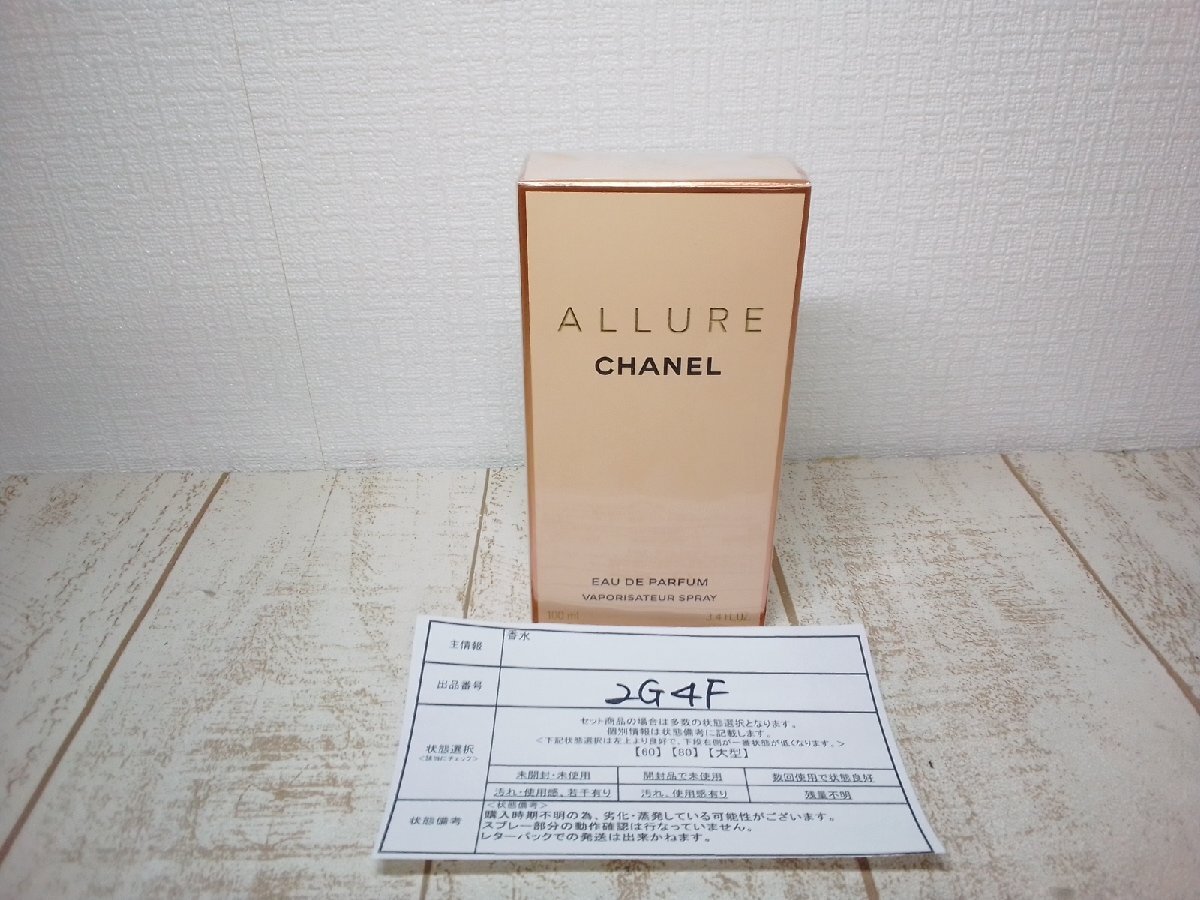 ALLURE
CHANEL
EAU DE PARFUM
VAPORISATEUR SPRAY
100 ml 3.4 FL.OZ.
主情報 香水
出品番号 2G4F
セット商品の場合は多数の状態選択となります。
個別情報は状態備考に記載します。
<下記状態選択は左上より良好で、下段右側が一番状態が低くなります。>
【60】【80】【大型】
状態選択
<該当にチェック>
未開封・未使用 開封品で未使用 数回使用で状態良好
汚れ・使用感、若干有り 汚れ、使用感有り 残量不明
状態備考
<状態備考>
購入時期不明の為、劣化・蒸発している可能性がございます。
スプレー部分の動作確認は行なっていません。
レターパックでの発送は出来かねます。